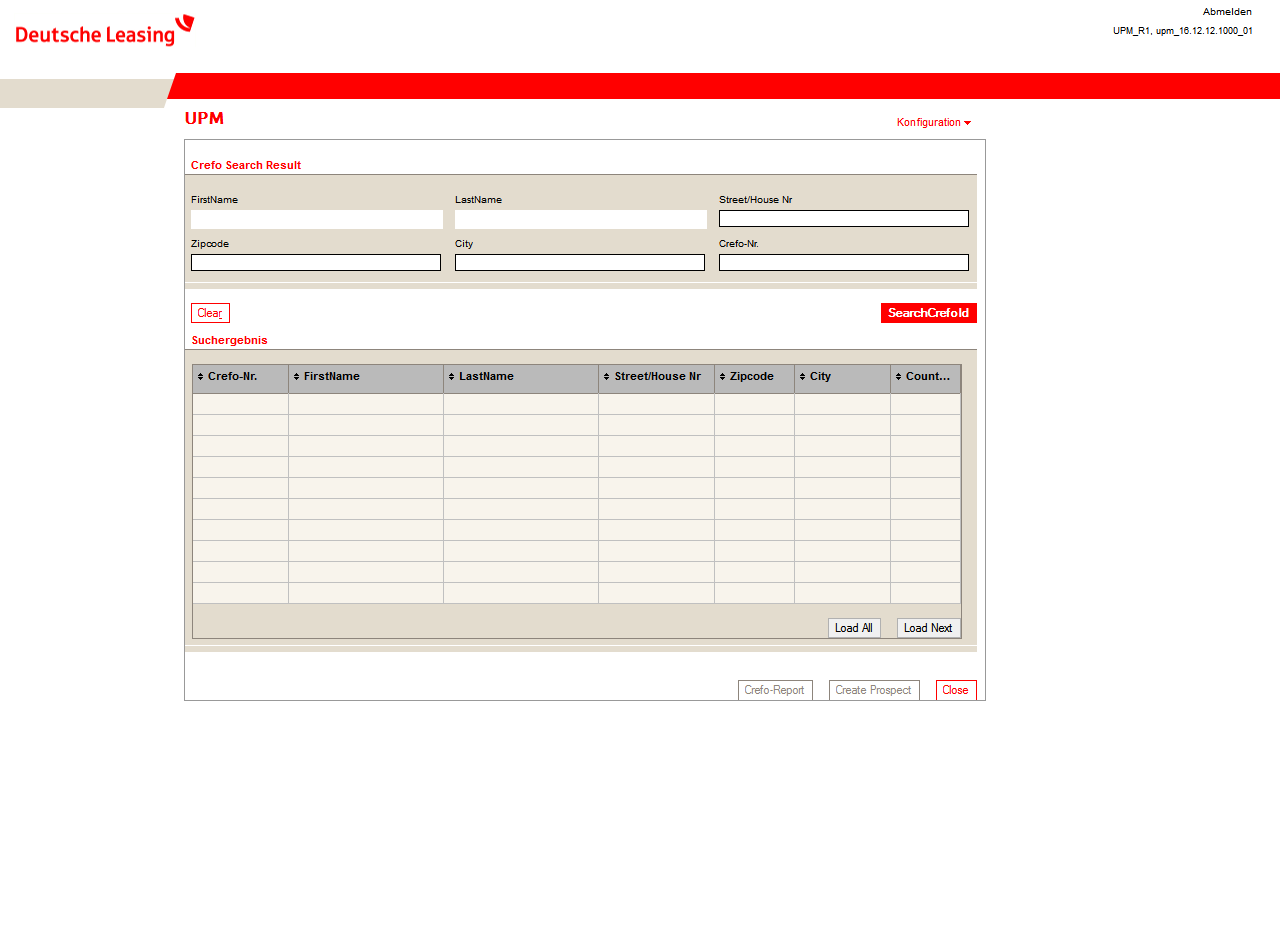 Deutsche Leasing
Abmelden
UPM_R1, upm_16.12.12.1000_01
UPM
Konfiguration
Crefo Search Result
FirstName LastName Street/House Nr
Zipcode City Crefo-Nr.
Clear SearchCrefoId
Suchergebnis
Crefo-Nr. FirstName LastName Street/House Nr Zipcode City Count...
Load All Load Next
Crefo-Report Create Prospect Close